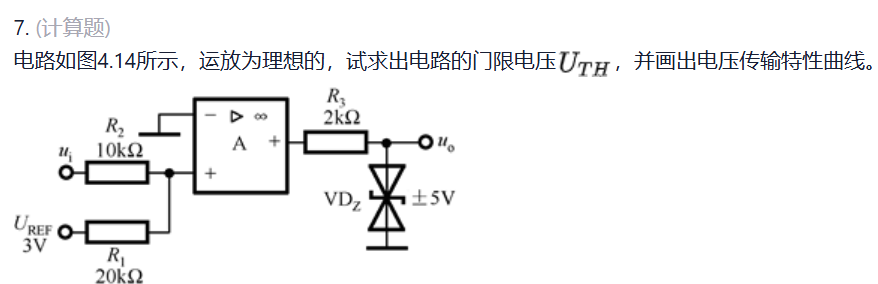 7. (计算题)
电路如图4.14所示，运放为理想的，试求出电路的门限电压U_TH，并画出电压传输特性曲线。
R₃
2kΩ
− ▷ ∞
R₂
10kΩ
A +
uₒ
uᵢ
+
VD_Z
±5V
U_REF
3V
R₁
20kΩ